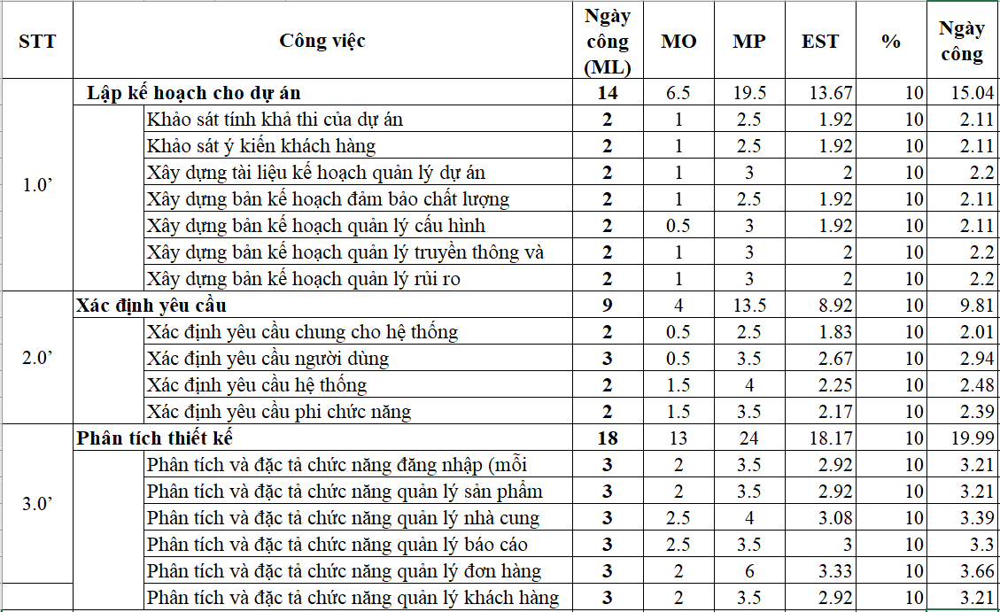 STT Công việc Ngày công (ML) MO MP EST % Ngày công
1.0’ Lập kế hoạch cho dự án 14 6.5 19.5 13.67 10 15.04
Khảo sát tính khả thi của dự án 2 1 2.5 1.92 10 2.11
Khảo sát ý kiến khách hàng 2 1 2.5 1.92 10 2.11
Xây dựng tài liệu kế hoạch quản lý dự án 2 1 3 2 10 2.2
Xây dựng bản kế hoạch đảm bảo chất lượng 2 1 2.5 1.92 10 2.11
Xây dựng bản kế hoạch quản lý cấu hình 2 0.5 3 1.92 10 2.11
Xây dựng bản kế hoạch quản lý truyền thông và 2 1 3 2 10 2.2
Xây dựng bản kế hoạch quản lý rủi ro 2 1 3 2 10 2.2
2.0’ Xác định yêu cầu 9 4 13.5 8.92 10 9.81
Xác định yêu cầu chung cho hệ thống 2 0.5 2.5 1.83 10 2.01
Xác định yêu cầu người dùng 3 0.5 3.5 2.67 10 2.94
Xác định yêu cầu hệ thống 2 1.5 4 2.25 10 2.48
Xác định yêu cầu phi chức năng 2 1.5 3.5 2.17 10 2.39
3.0’ Phân tích thiết kế 18 13 24 18.17 10 19.99
Phân tích và đặc tả chức năng đăng nhập (mỗi 3 2 3.5 2.92 10 3.21
Phân tích và đặc tả chức năng quản lý sản phẩm 3 2 3.5 2.92 10 3.21
Phân tích và đặc tả chức năng quản lý nhà cung 3 2.5 4 3.08 10 3.39
Phân tích và đặc tả chức năng quản lý báo cáo 3 2.5 3.5 3 10 3.3
Phân tích và đặc tả chức năng quản lý đơn hàng 3 2 6 3.33 10 3.66
Phân tích và đặc tả chức năng quản lý khách hàng 3 2 3.5 2.92 10 3.21